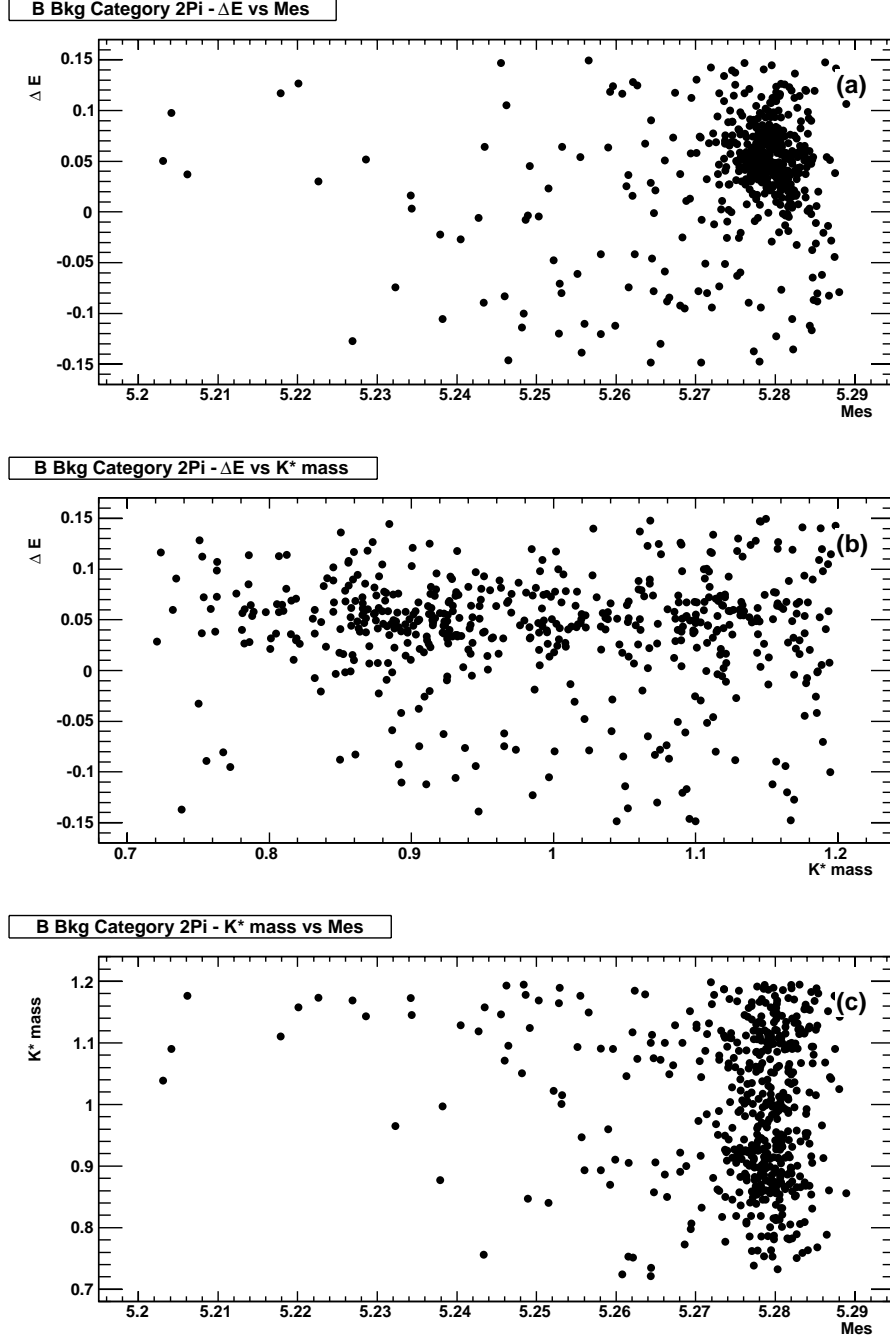 B Bkg Category 2Pi - ΔE vs Mes
0.15
(a)
Δ E
0.1
0.05
0
-0.05
-0.1
-0.15
5.2 5.21 5.22 5.23 5.24 5.25 5.26 5.27 5.28 5.29
Mes
B Bkg Category 2Pi - ΔE vs K* mass
0.15
(b)
Δ E
0.1
0.05
0
-0.05
-0.1
-0.15
0.7 0.8 0.9 1 1.1 1.2
K* mass
B Bkg Category 2Pi - K* mass vs Mes
1.2
(c)
K* mass
1.1
1
0.9
0.8
0.7
5.2 5.21 5.22 5.23 5.24 5.25 5.26 5.27 5.28 5.29
Mes